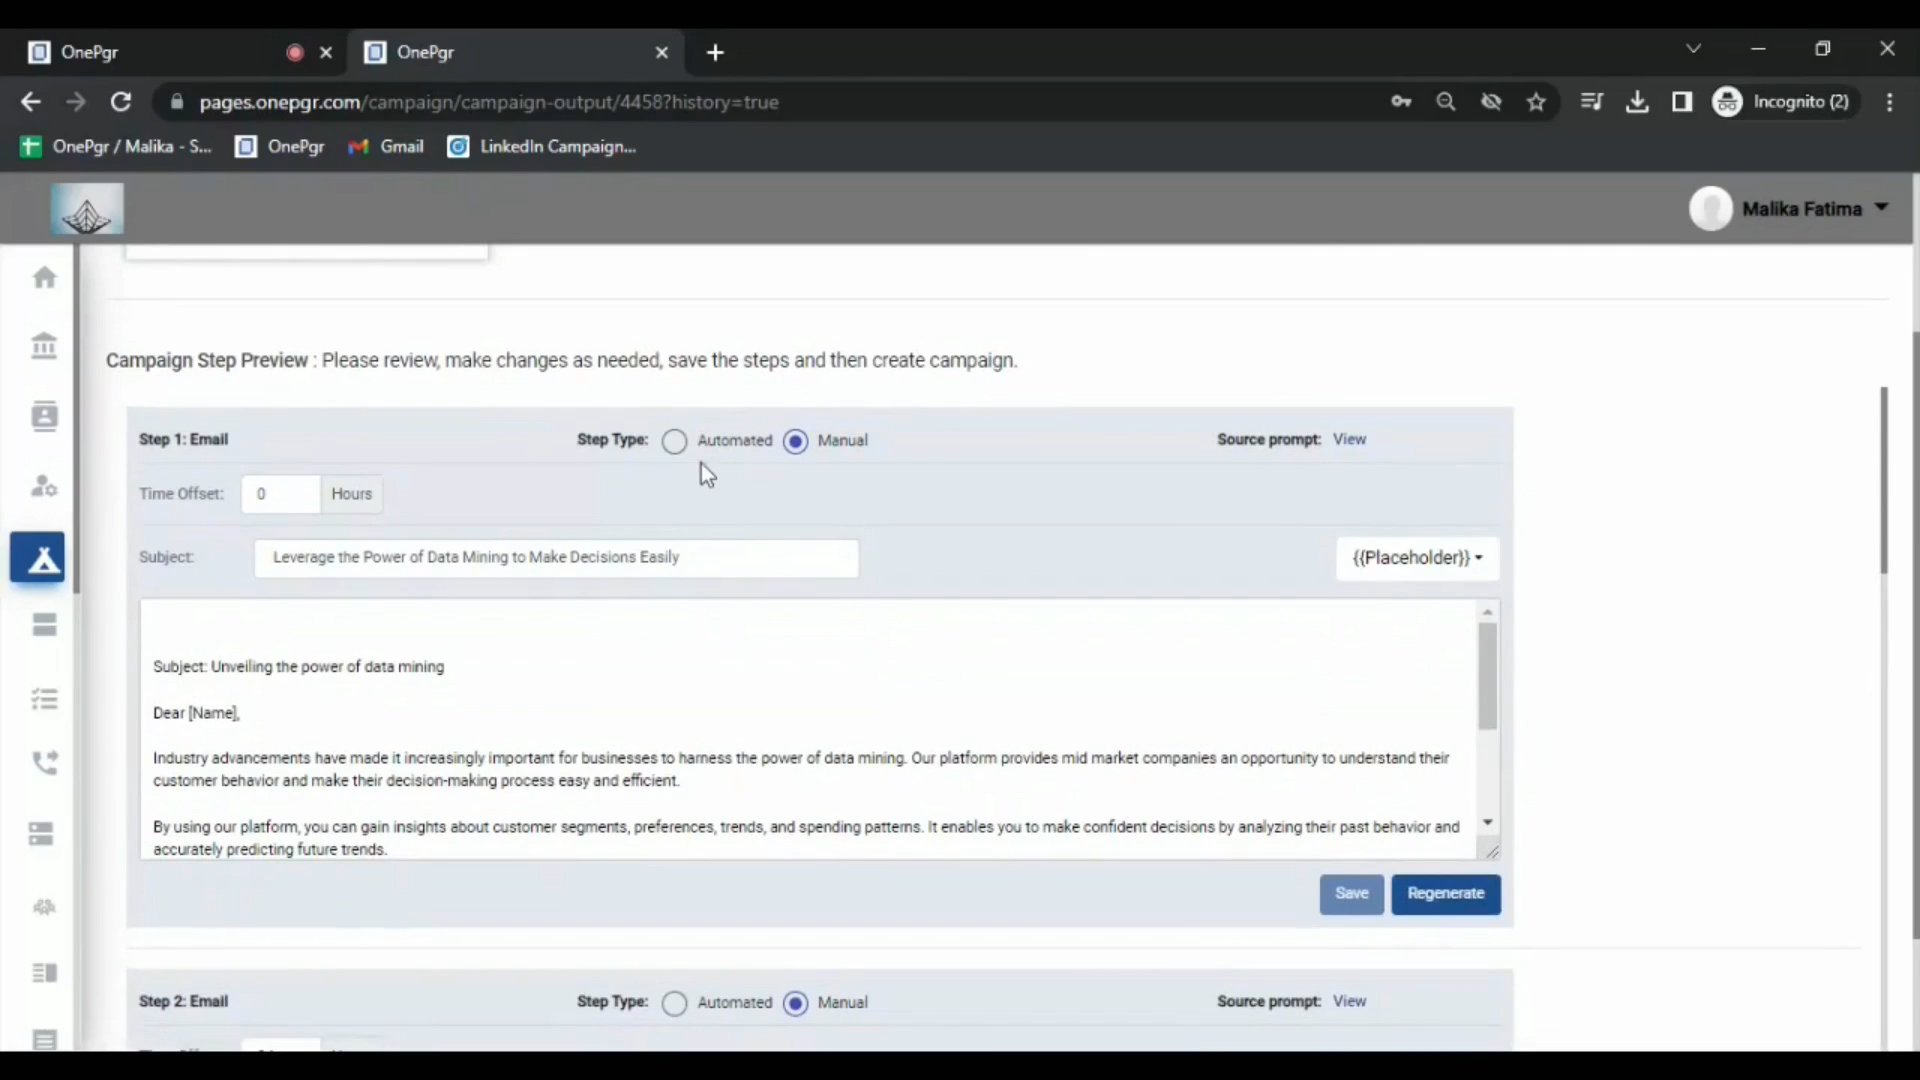 OnePgr
OnePgr
pages.onepgr.com/campaign/campaign-output/4458?history=true
Incognito (2)
OnePgr / Malika - S...
OnePgr
Gmail
LinkedIn Campaign...
Malika Fatima
Campaign Step Preview : Please review, make changes as needed, save the steps and then create campaign.
Step 1: Email
Step Type: Automated Manual
Source prompt: View
Time Offset: 0 Hours
Subject: Leverage the Power of Data Mining to Make Decisions Easily
{{Placeholder}}
Subject: Unveiling the power of data mining
Dear [Name],
Industry advancements have made it increasingly important for businesses to harness the power of data mining. Our platform provides mid market companies an opportunity to understand their
customer behavior and make their decision-making process easy and efficient.
By using our platform, you can gain insights about customer segments, preferences, trends, and spending patterns. It enables you to make confident decisions by analyzing their past behavior and
accurately predicting future trends.
Save
Regenerate
Step 2: Email
Step Type: Automated Manual
Source prompt: View